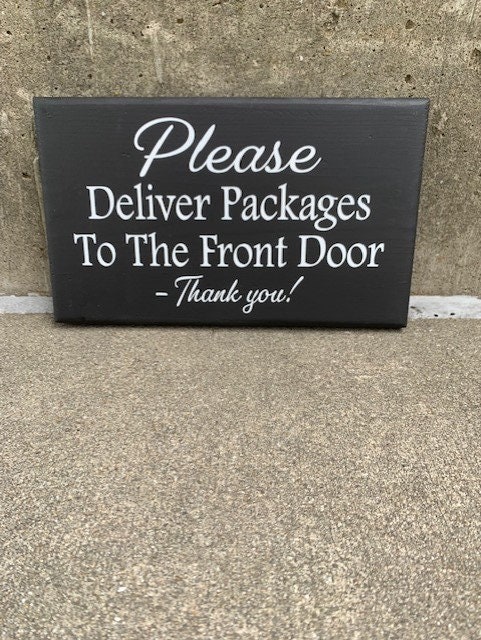 Please
Deliver Packages
To The Front Door
- Thank you!